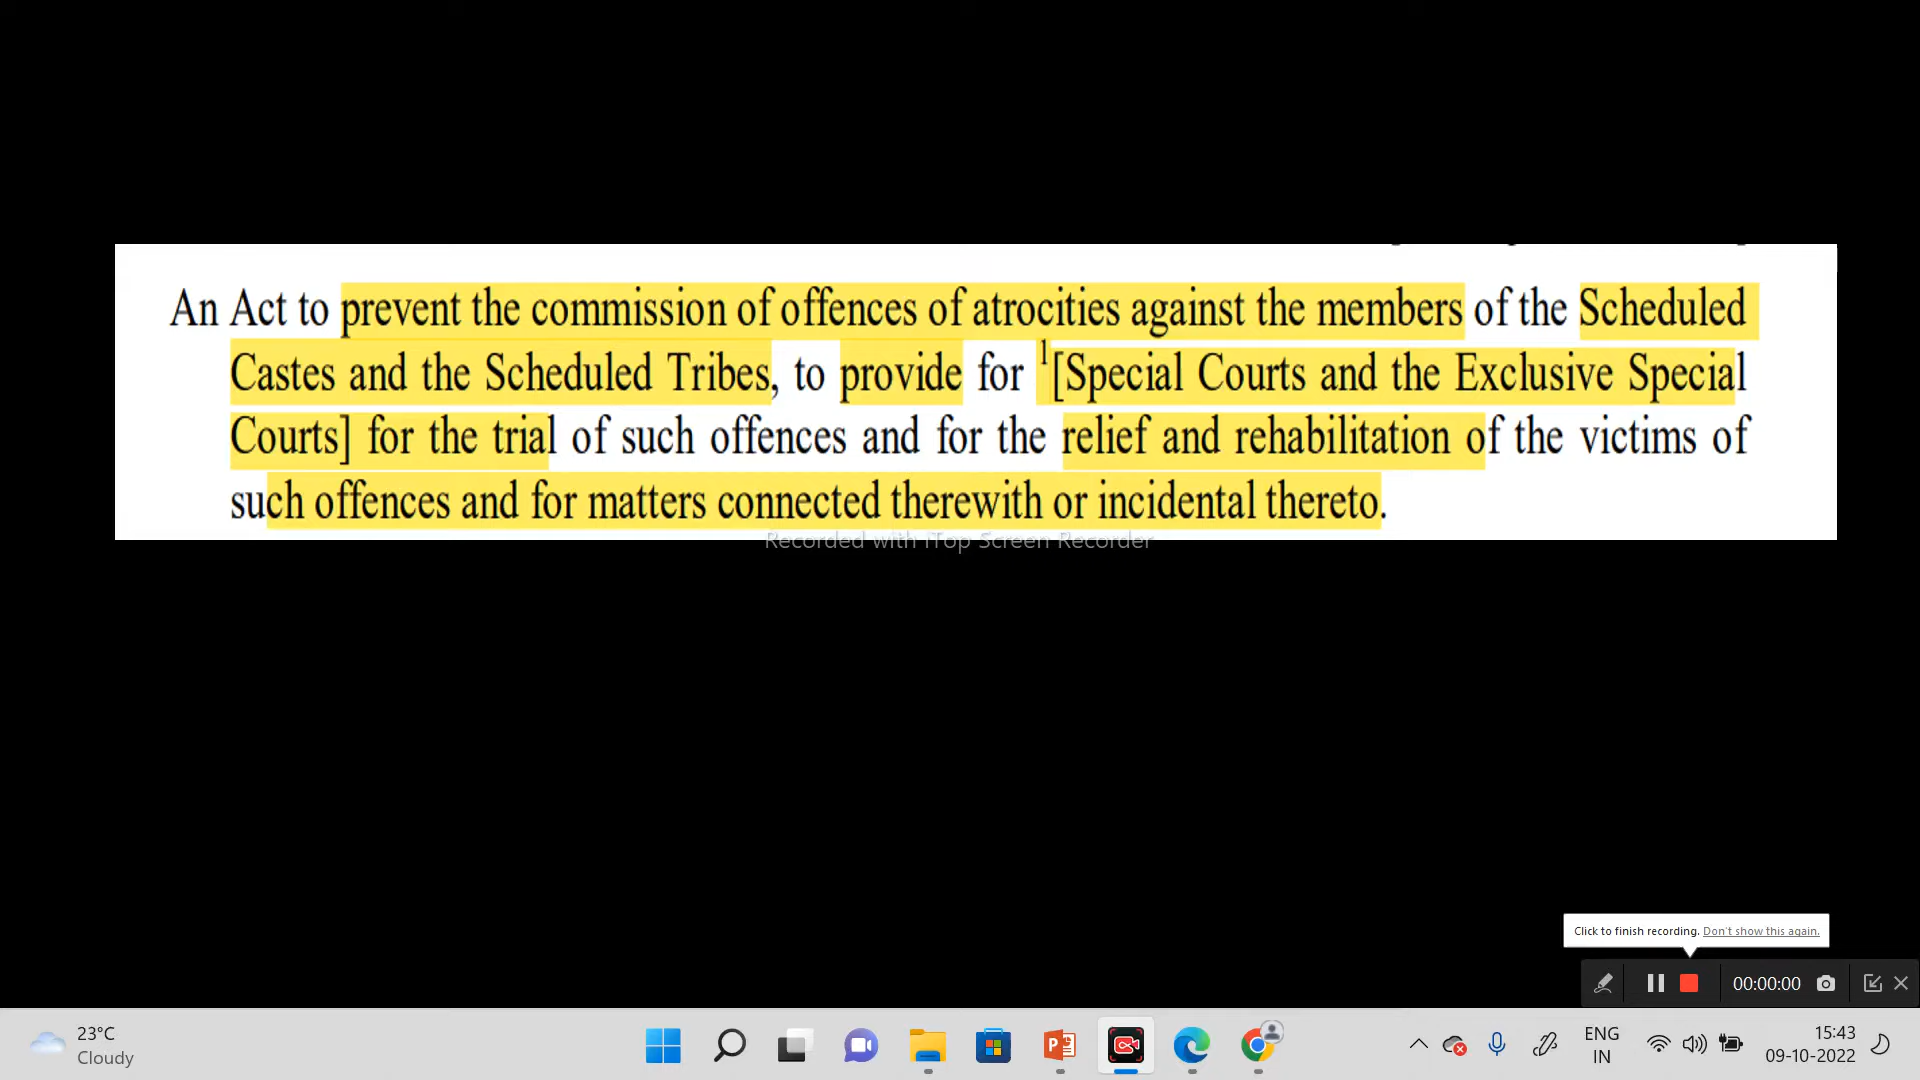 An Act to prevent the commission of offences of atrocities against the members of the Scheduled
Castes and the Scheduled Tribes, to provide for 1[Special Courts and the Exclusive Special
Courts] for the trial of such offences and for the relief and rehabilitation of the victims of
such offences and for matters connected therewith or incidental thereto.
Recorded with iTop Screen Recorder
Click to finish recording. Don't show this again.
00:00:00
23°C
Cloudy
ENG
IN
15:43
09-10-2022